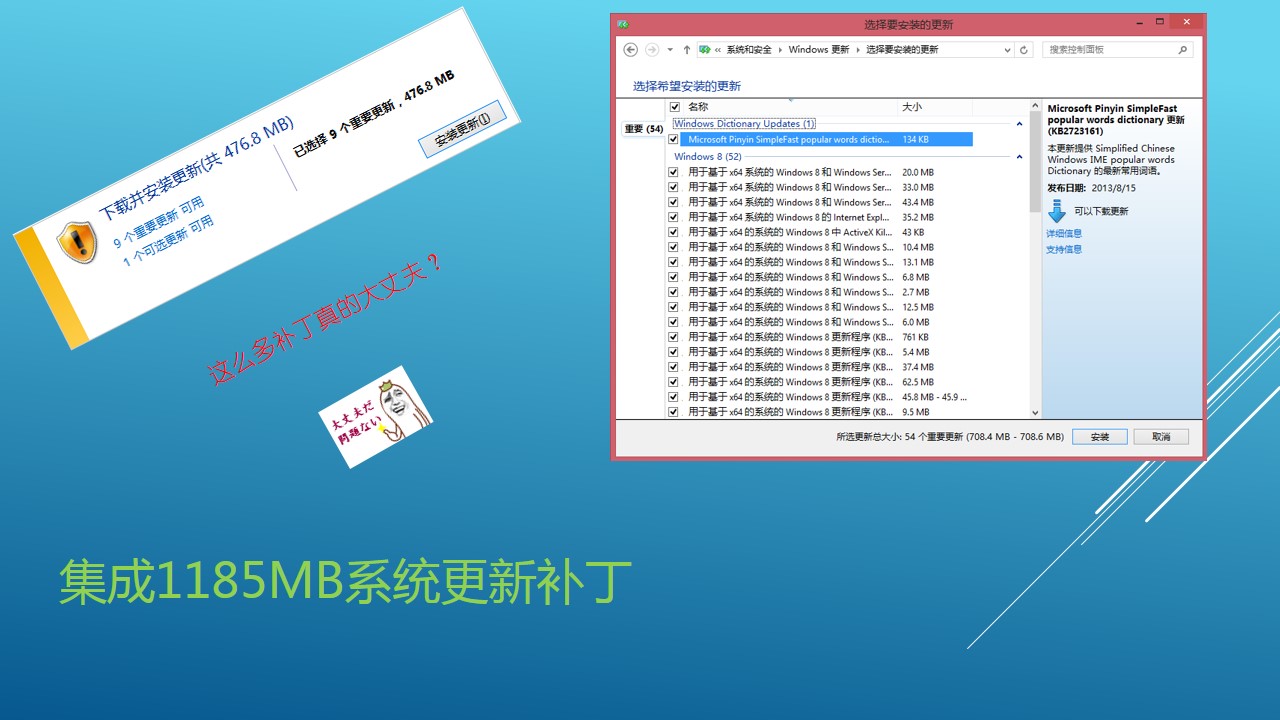 下载并安装更新(共 476.8 MB)
9 个重要更新 可用
1 个可选更新 可用
已选择 9 个重要更新，476.8 MB
安装更新(I)
这么多补丁真的大丈夫？
大丈夫だ
問題ない
集成1185MB系统更新补丁
选择要安装的更新
« 系统和安全 › Windows 更新 › 选择要安装的更新
搜索控制面板
选择希望安装的更新
名称 大小
重要 (54)
Windows Dictionary Updates (1)
Microsoft Pinyin SimpleFast popular words dictio... 134 KB
Windows 8 (52)
用于基于 x64 系统的 Windows 8 和 Windows Ser... 20.0 MB
用于基于 x64 系统的 Windows 8 和 Windows Ser... 33.0 MB
用于基于 x64 系统的 Windows 8 和 Windows Ser... 43.4 MB
用于基于 x64 系统的 Windows 8 的 Internet Expl... 35.2 MB
用于基于 x64 的系统的 Windows 8 中 ActiveX Kil... 43 KB
用于基于 x64 的系统的 Windows 8 和 Windows S... 10.4 MB
用于基于 x64 的系统的 Windows 8 和 Windows S... 13.1 MB
用于基于 x64 的系统的 Windows 8 和 Windows S... 6.8 MB
用于基于 x64 的系统的 Windows 8 和 Windows S... 2.7 MB
用于基于 x64 的系统的 Windows 8 和 Windows S... 12.5 MB
用于基于 x64 的系统的 Windows 8 和 Windows S... 6.0 MB
用于基于 x64 的系统的 Windows 8 更新程序 (KB... 761 KB
用于基于 x64 的系统的 Windows 8 更新程序 (KB... 5.4 MB
用于基于 x64 的系统的 Windows 8 更新程序 (KB... 37.4 MB
用于基于 x64 的系统的 Windows 8 更新程序 (KB... 62.5 MB
用于基于 x64 的系统的 Windows 8 更新程序 (KB... 45.8 MB - 45.9 ...
用于基于 x64 的系统的 Windows 8 更新程序 (KB... 9.5 MB
Microsoft Pinyin SimpleFast
popular words dictionary 更新
(KB2723161)
本更新提供 Simplified Chinese
Windows IME popular words
Dictionary 的最新常用词语。
发布日期: 2013/8/15
可以下载更新
详细信息
支持信息
所选更新总大小: 54 个重要更新 (708.4 MB - 708.6 MB)
安装
取消